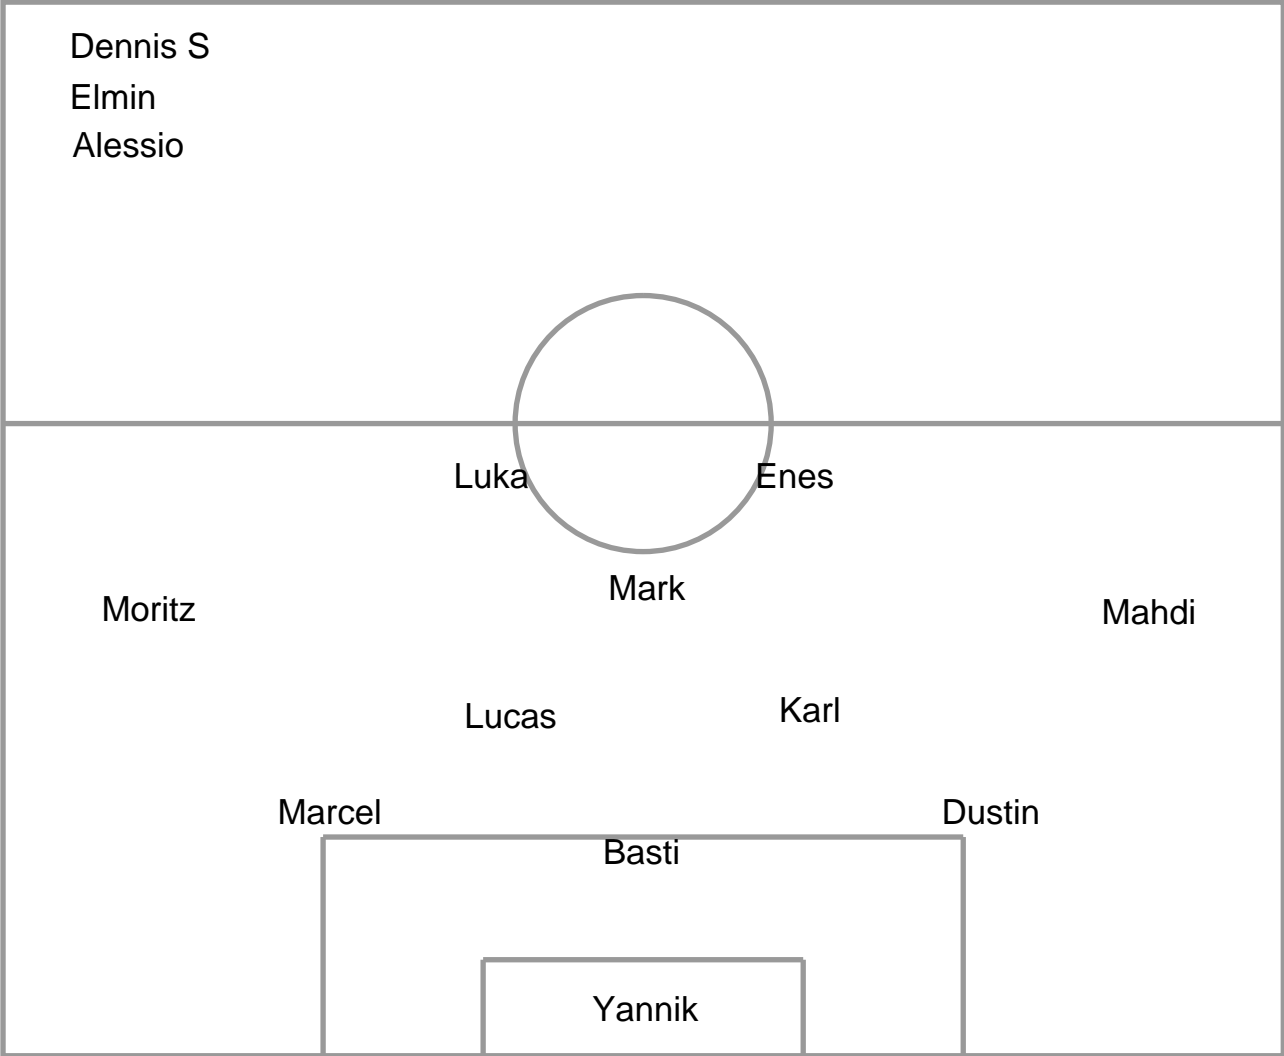 Dennis S
Elmin
Alessio
Luka Enes
Mark
Moritz Mahdi
Lucas Karl
Marcel Dustin
Basti
Yannik